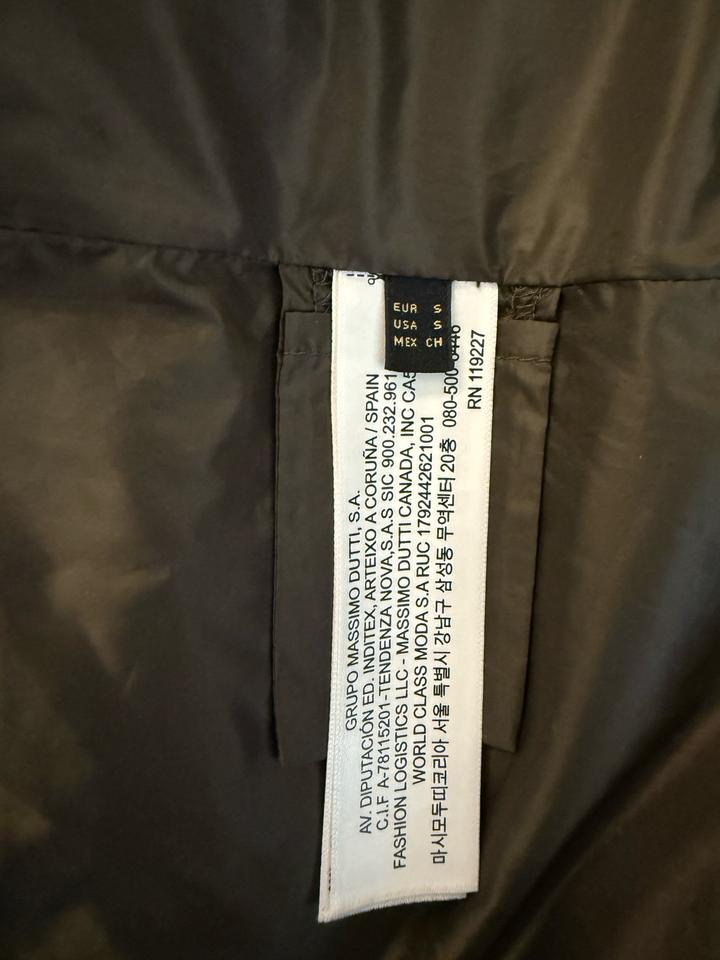 EUR S
USA S
MEX CH
GRUPO MASSIMO DUTTI, S.A.
AV. DIPUTACIÓN ED. INDITEX, ARTEIXO A CORUÑA / SPAIN
C.I.F A-78115201-TENDENZA NOVA,S.A.S SIC 900.232.961
FASHION LOGISTICS LLC - MASSIMO DUTTI CANADA, INC CA5
WORLD CLASS MODA S.A RUC 1792442621001
마시모두띠코리아 서울 특별시 강남구 삼성동 무역센터 20층 080-500-
RN 119227